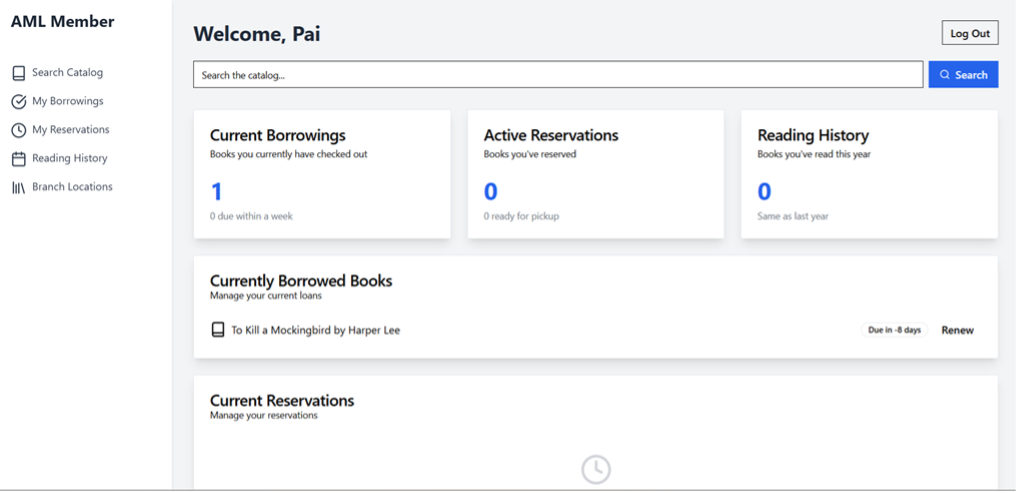 AML Member
Search Catalog
My Borrowings
My Reservations
Reading History
Branch Locations
Welcome, Pai
Log Out
Search the catalog...
Search
Current Borrowings
Books you currently have checked out
1
0 due within a week
Active Reservations
Books you've reserved
0
0 ready for pickup
Reading History
Books you've read this year
0
Same as last year
Currently Borrowed Books
Manage your current loans
To Kill a Mockingbird by Harper Lee
Due in -8 days
Renew
Current Reservations
Manage your reservations